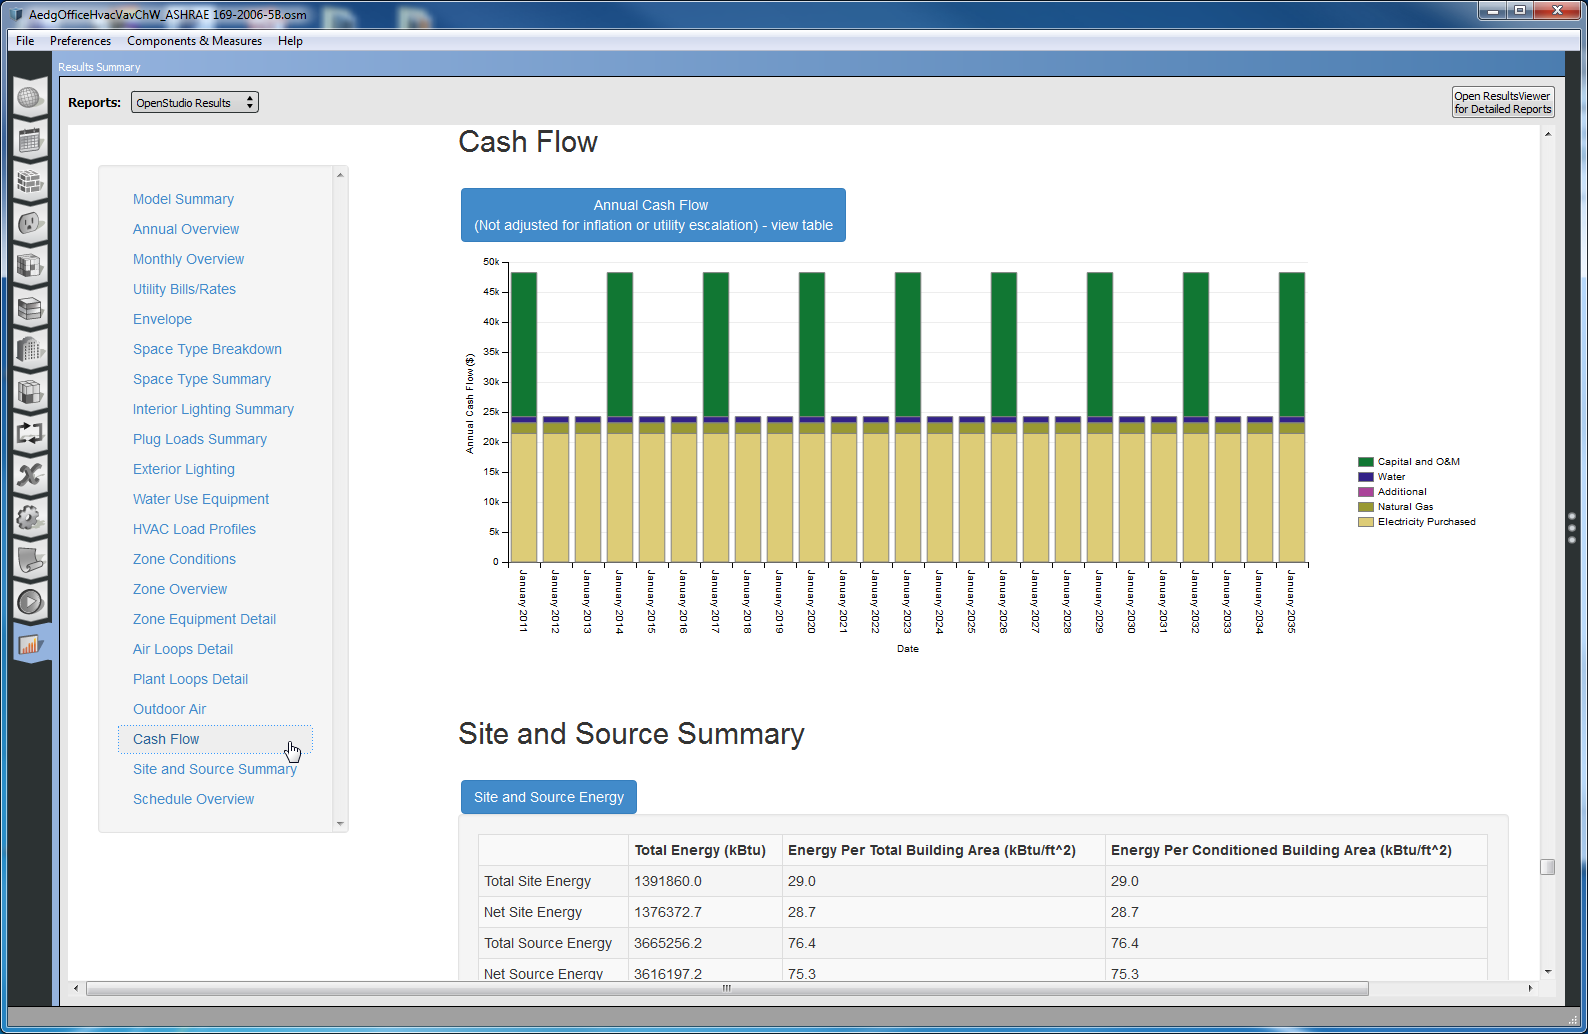 AedgOfficeHvacVavChW_ASHRAE 169-2006-5B.osm
File Preferences Components & Measures Help
Results Summary
Reports: OpenStudio Results
Open ResultsViewer
for Detailed Reports
Model Summary
Annual Overview
Monthly Overview
Utility Bills/Rates
Envelope
Space Type Breakdown
Space Type Summary
Interior Lighting Summary
Plug Loads Summary
Exterior Lighting
Water Use Equipment
HVAC Load Profiles
Zone Conditions
Zone Overview
Zone Equipment Detail
Air Loops Detail
Plant Loops Detail
Outdoor Air
Cash Flow
Site and Source Summary
Schedule Overview
Cash Flow
Annual Cash Flow
(Not adjusted for inflation or utility escalation) - view table
Annual Cash Flow ($)
50k
45k
40k
35k
30k
25k
20k
15k
10k
5k
0
January 2011
January 2012
January 2013
January 2014
January 2015
January 2016
January 2017
January 2018
January 2019
January 2020
January 2021
January 2022
January 2023
January 2024
January 2025
January 2026
January 2027
January 2028
January 2029
January 2030
January 2031
January 2032
January 2033
January 2034
January 2035
Date
Capital and O&M
Water
Additional
Natural Gas
Electricity Purchased
Site and Source Summary
Site and Source Energy
Total Energy (kBtu) Energy Per Total Building Area (kBtu/ft^2) Energy Per Conditioned Building Area (kBtu/ft^2)
Total Site Energy 1391860.0 29.0 29.0
Net Site Energy 1376372.7 28.7 28.7
Total Source Energy 3665256.2 76.4 76.4
Net Source Energy 3616197.2 75.3 75.3